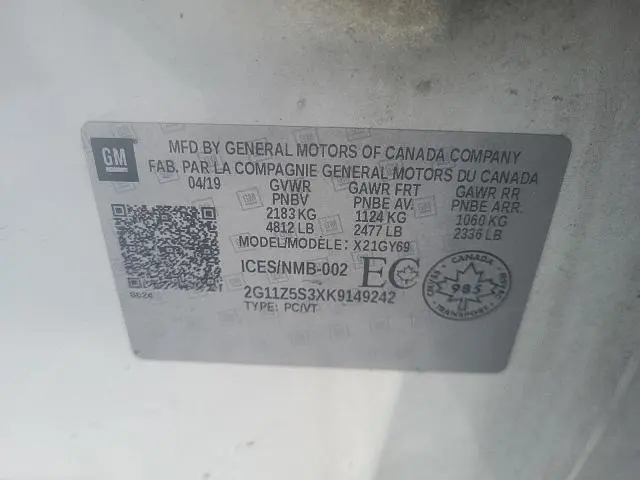 GM
MFD BY GENERAL MOTORS OF CANADA COMPANY
FAB. PAR LA COMPAGNIE GENERAL MOTORS DU CANADA
04/19 GVWR GAWR FRT GAWR RR
PNBV PNBE AV. PNBE ARR.
2183 KG 1124 KG 1060 KG
4812 LB 2477 LB 2336 LB
MODEL/MODÈLE: X21GY69
ICES/NMB-002 EC
2G11Z5S3XK9149242
TYPE: PC/VT
CANADA
985
TRANSPORT